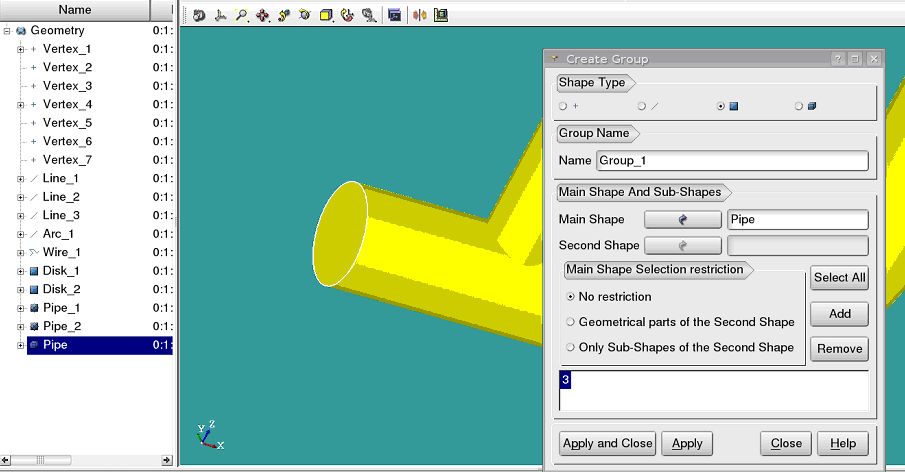 Name
Geometry 0:1:
Vertex_1 0:1:
Vertex_2 0:1:
Vertex_3 0:1:
Vertex_4 0:1:
Vertex_5 0:1:
Vertex_6 0:1:
Vertex_7 0:1:
Line_1 0:1:
Line_2 0:1:
Line_3 0:1:
Arc_1 0:1:
Wire_1 0:1:
Disk_1 0:1:
Disk_2 0:1:
Pipe_1 0:1:
Pipe_2 0:1:
Pipe 0:1:
Y Z
X
Create Group
Shape Type
Group Name
Name Group_1
Main Shape And Sub-Shapes
Main Shape Pipe
Second Shape
Main Shape Selection restriction
Select All
No restriction
Add
Geometrical parts of the Second Shape
Only Sub-Shapes of the Second Shape
Remove
3
Apply and Close Apply Close Help